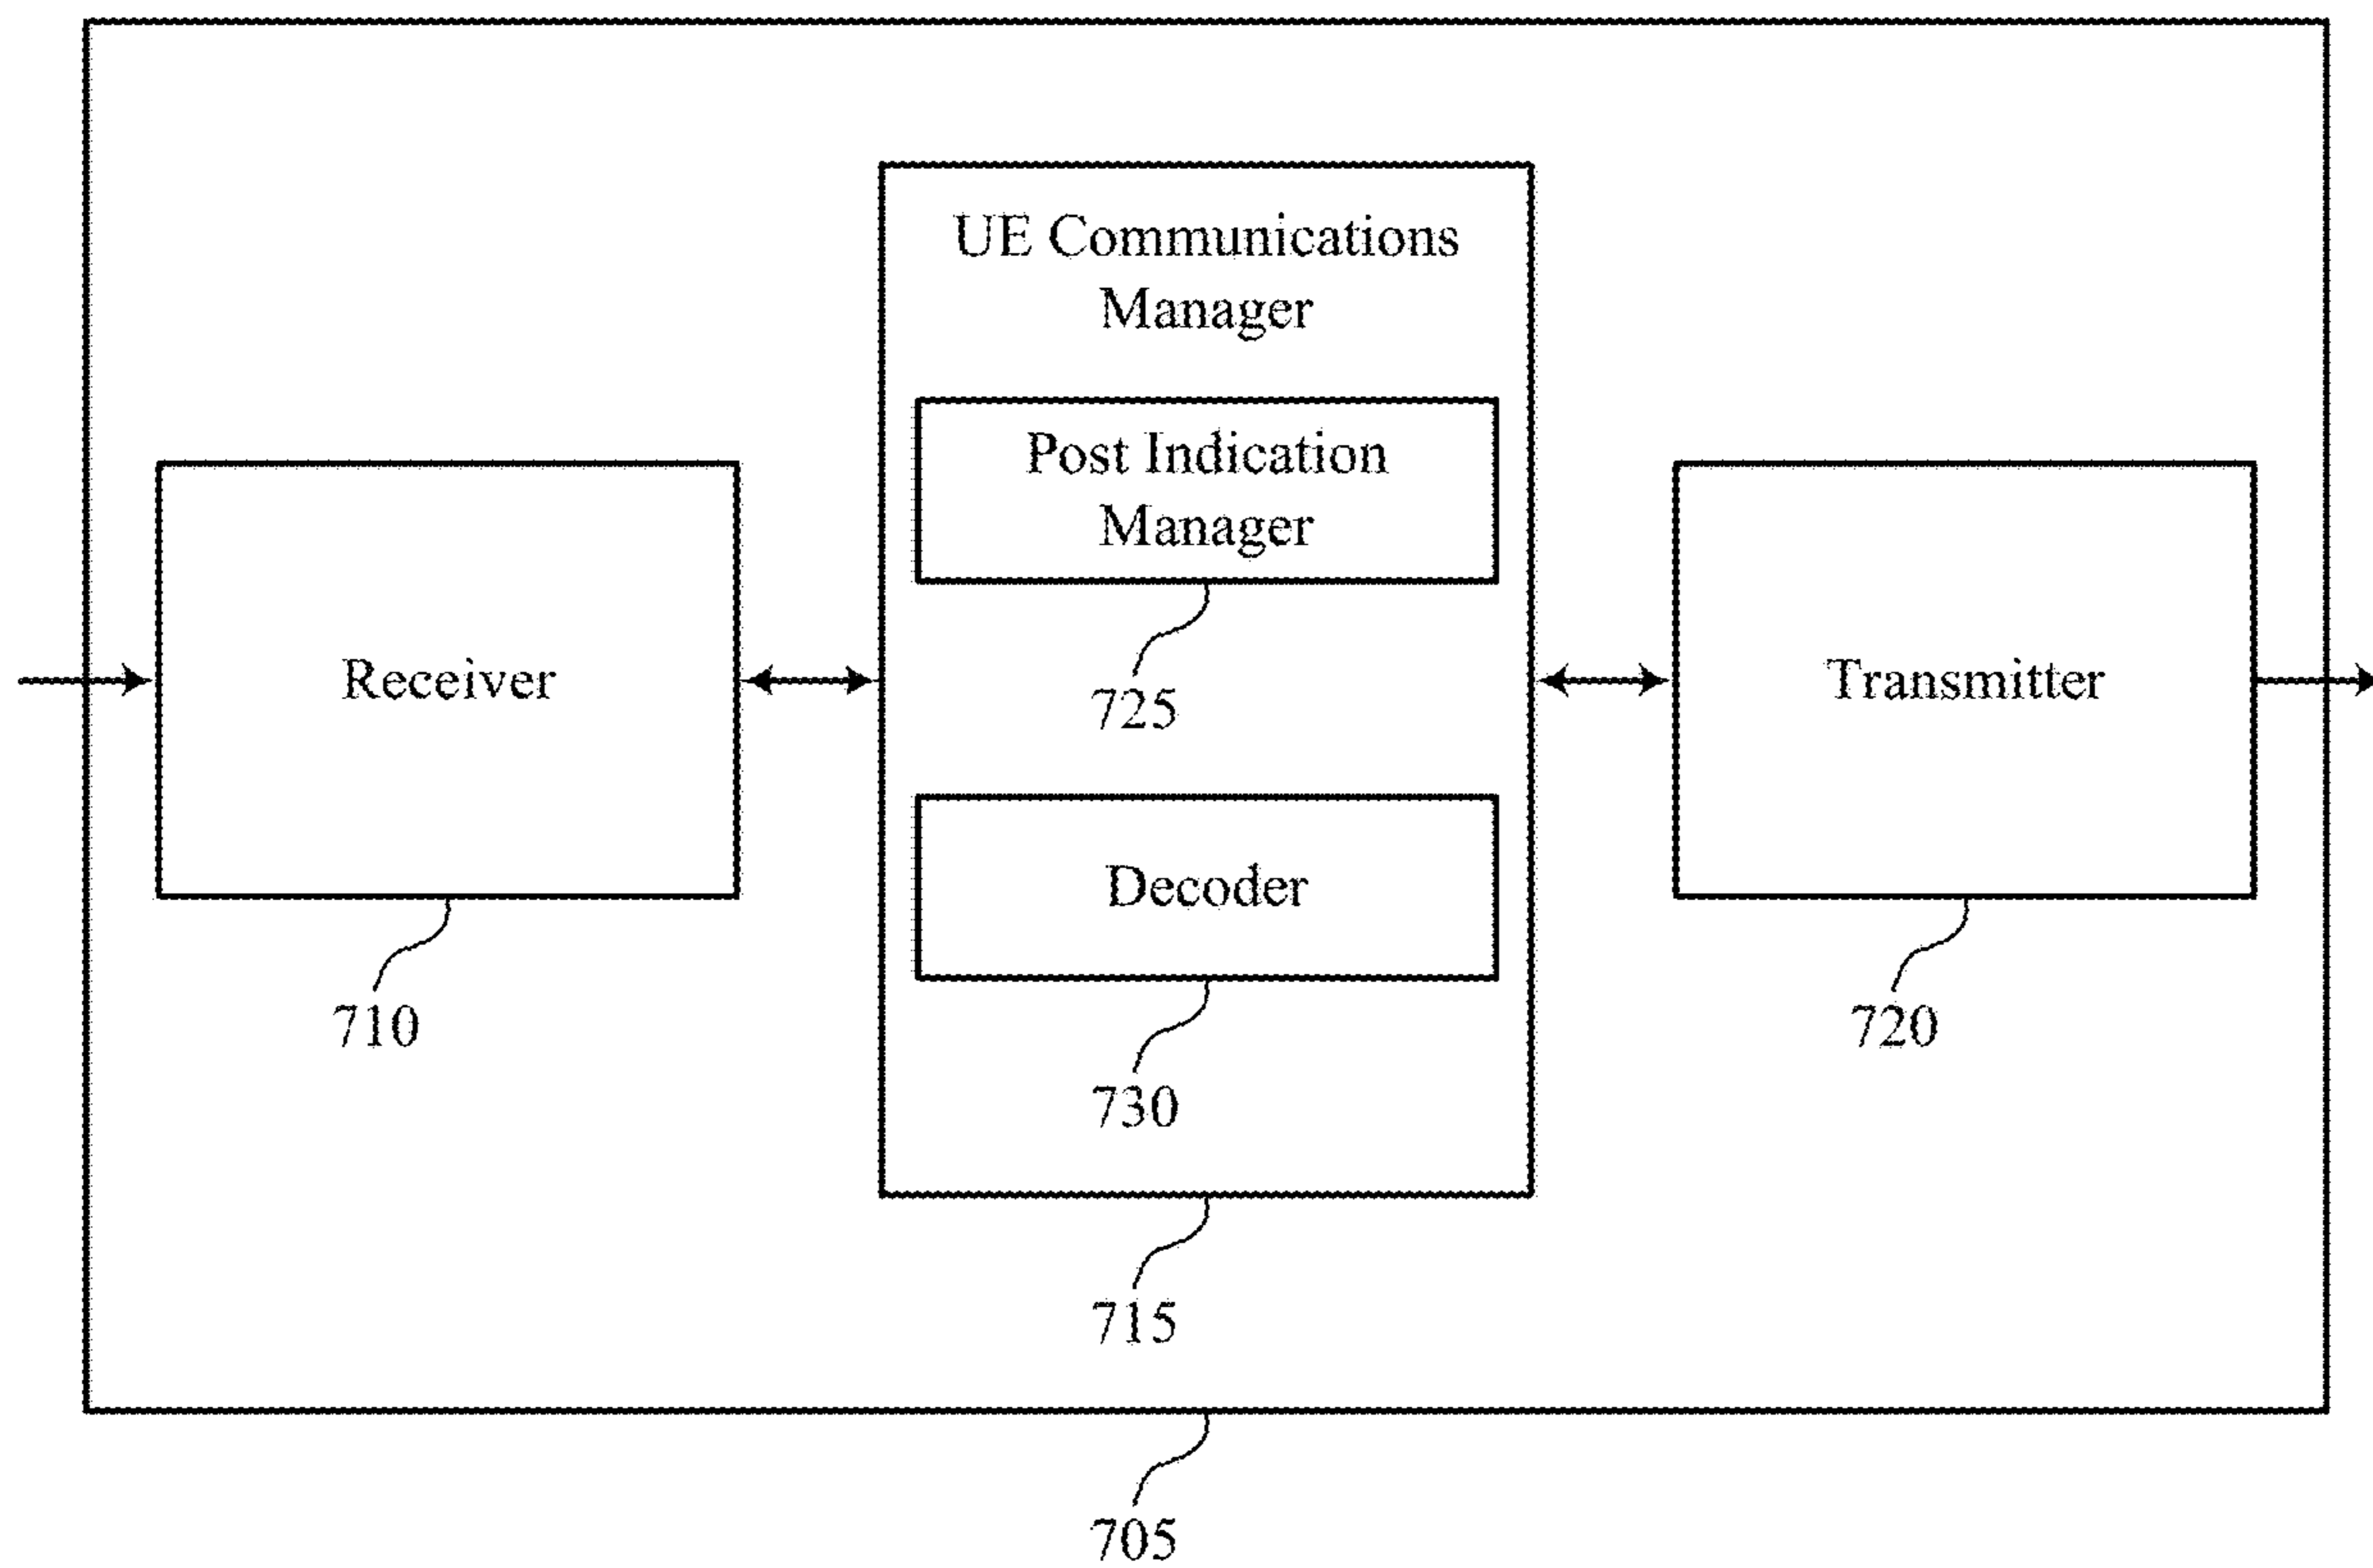 UE Communications
Manager
Post Indication
Manager
725
Receiver
710
Decoder
730
Transmitter
720
715
705